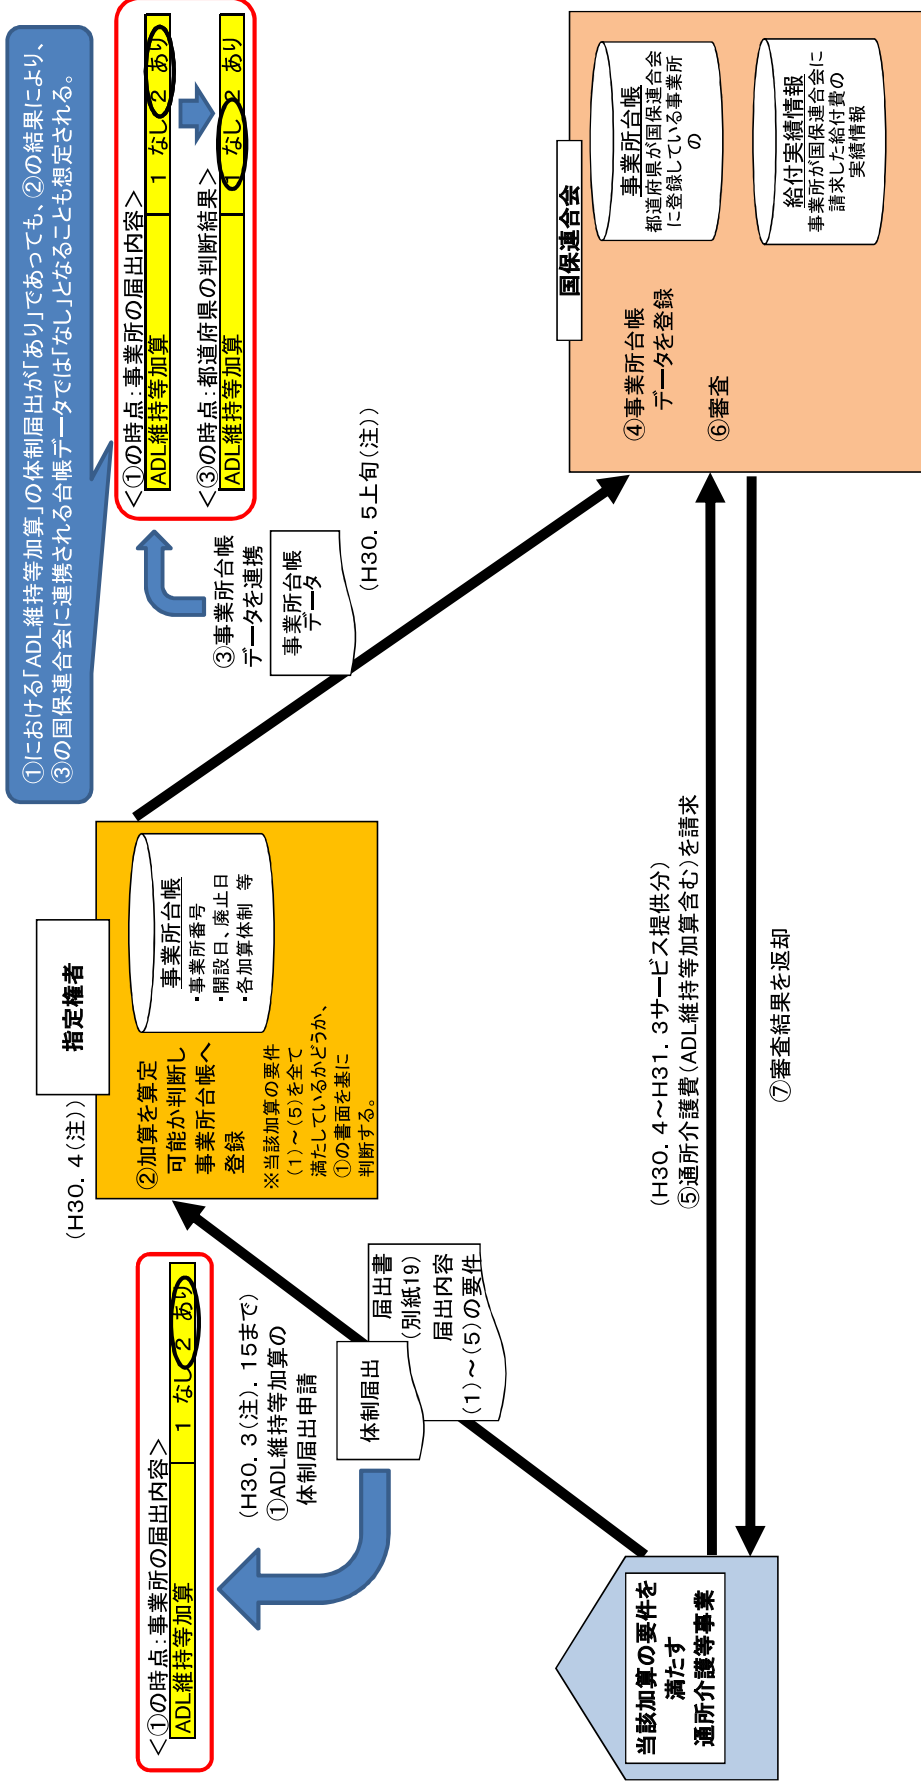 ①における「ADL維持等加算」の体制届出が「あり」であっても、②の結果により、
③の国保連合会に連携される台帳データでは「なし」となることも想定される。
<①の時点:事業所の届出内容>
ADL維持等加算 1 なし 2 あり
<③の時点:都道府県の判断結果>
ADL維持等加算 1 なし 2 あり
<①の時点:事業所の届出内容>
ADL維持等加算 1 なし 2 あり
(H30.3(注).15まで)
①ADL維持等加算の
体制届出申請
体制届出
届出書
(別紙19)
届出内容
(1)~(5)の要件
(H30.4(注))
指定権者
②加算を算定
可能か判断し
事業所台帳へ
登録
※当該加算の要件
(1)~(5)を全て
満たしているかどうか、
①の書面を基に
判断する。
事業所台帳
・事業所番号
・開設日、廃止日
・各加算体制 等
③事業所台帳
データを連携
事業所台帳
データ
(H30.5上旬(注))
国保連合会
④事業所台帳
データを登録
⑥審査
事業所台帳
都道府県が国保連合会
に登録している事業所
の
給付実績情報
事業所が国保連合会に
請求した給付費の
実績情報
(H30.4~H31.3サービス提供分)
⑤通所介護費(ADL維持等加算含む)を請求
⑦審査結果を返却
当該加算の要件を
満たす
通所介護等事業